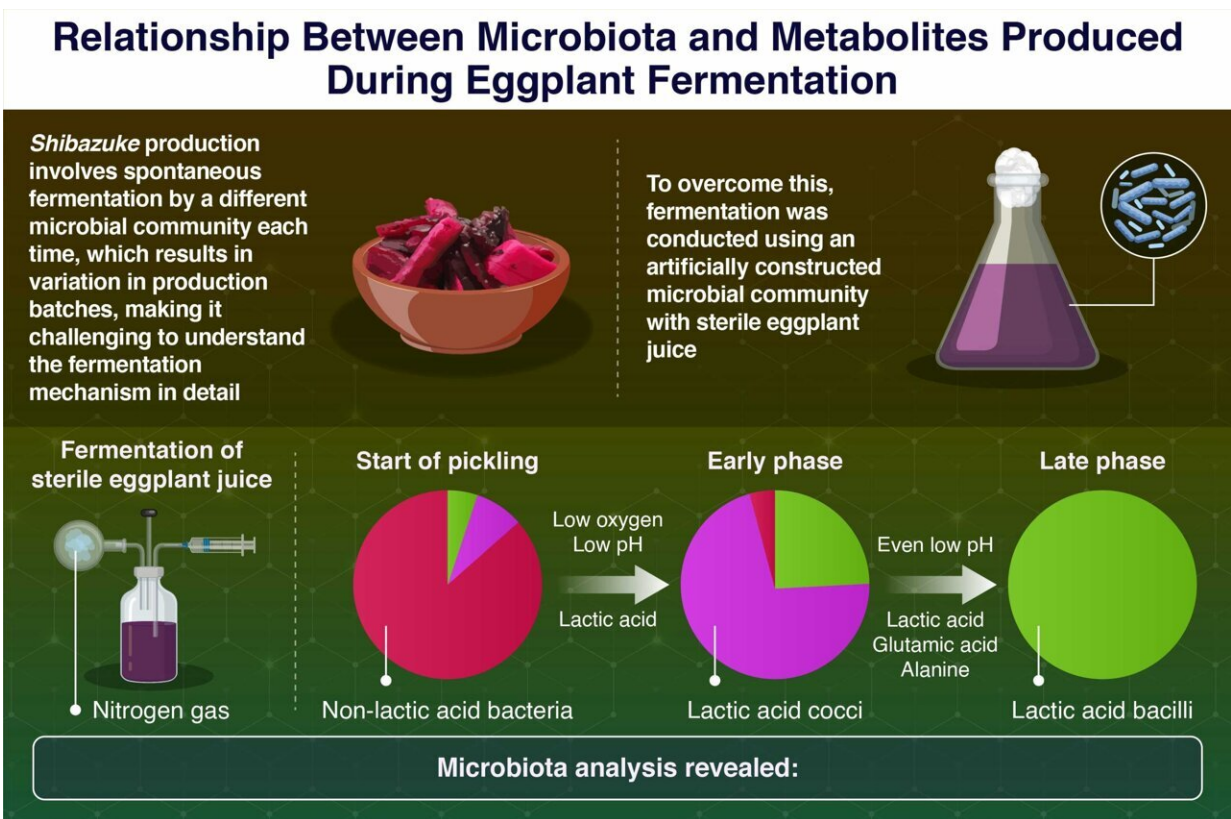 Relationship Between Microbiota and Metabolites Produced
During Eggplant Fermentation
Shibazuke production
involves spontaneous
fermentation by a different
microbial community each
time, which results in
variation in production
batches, making it
challenging to understand
the fermentation
mechanism in detail
To overcome this,
fermentation was
conducted using an
artificially constructed
microbial community
with sterile eggplant
juice
Fermentation of
sterile eggplant juice
Nitrogen gas
Start of pickling
Non-lactic acid bacteria
Low oxygen
Low pH
Lactic acid
Early phase
Lactic acid cocci
Even low pH
Lactic acid
Glutamic acid
Alanine
Late phase
Lactic acid bacilli
Microbiota analysis revealed: